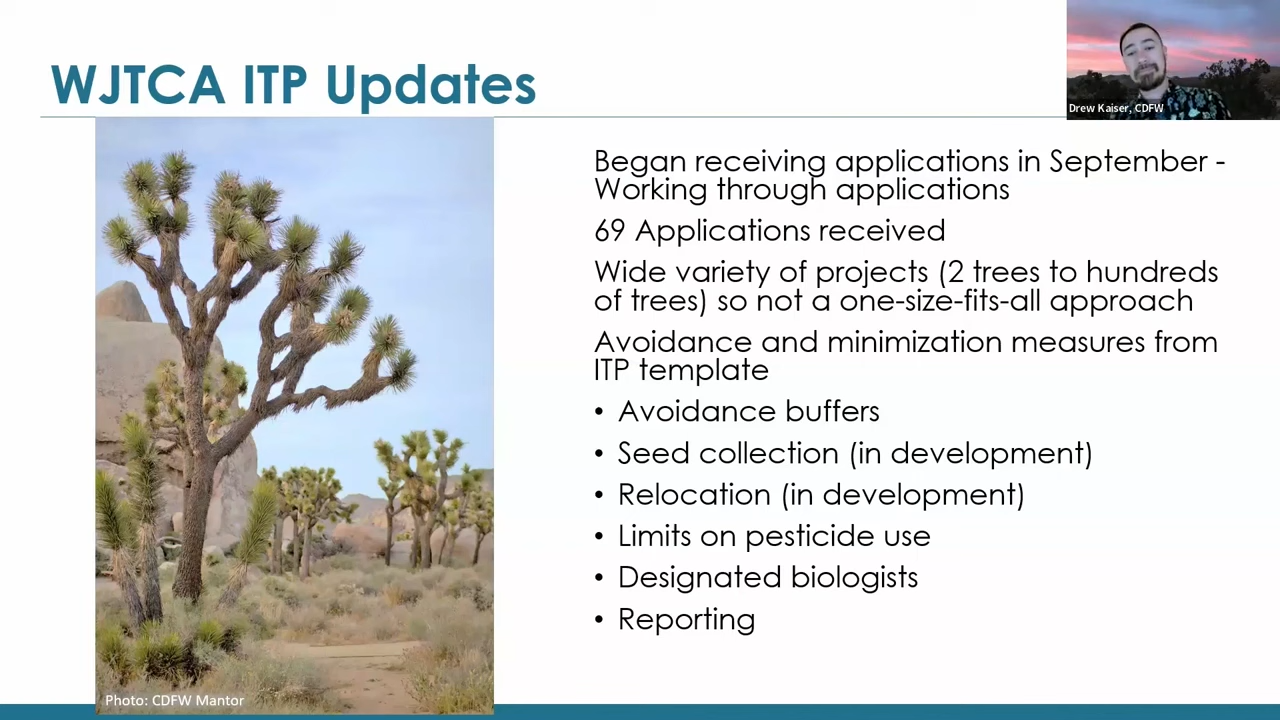 WJTCA ITP Updates
Drew Kaiser, CDFW
Began receiving applications in September -
Working through applications
69 Applications received
Wide variety of projects (2 trees to hundreds
of trees) so not a one-size-fits-all approach
Avoidance and minimization measures from
ITP template
• Avoidance buffers
• Seed collection (in development)
• Relocation (in development)
• Limits on pesticide use
• Designated biologists
• Reporting
Photo: CDFW Mantor